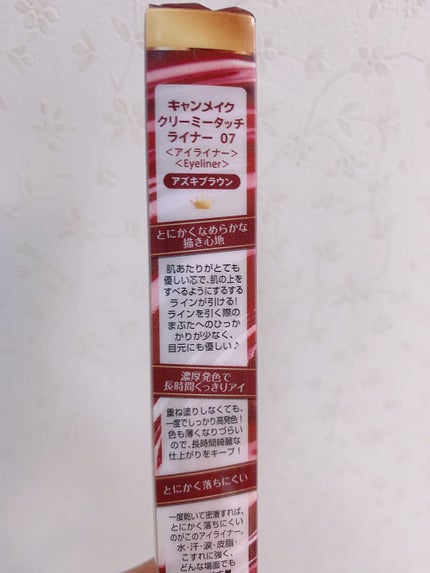 キャンメイク
クリーミータッチ
ライナー 07
＜アイライナー＞
＜Eyeliner＞
アズキブラウン
とにかくなめらかな
描き心地
肌あたりがとても
優しい芯で、肌の上を
すべるようにするする
ラインが引ける!
ラインを引く際の
まぶたへのひっか
かりが少なく、
目元にも優しい♪
濃厚発色で
長時間くっきりアイ
重ね塗りしなくても、
一度でしっかり高発色!
色も薄くなりづらい
ので、長時間綺麗な
仕上がりをキープ!
とにかく落ちにくい
一度乾いて密着すれば、
とにかく落ちにくい
のがこのアイライナー。
水・汗・涙・皮脂・
こすれに強く、
どんな場面でも